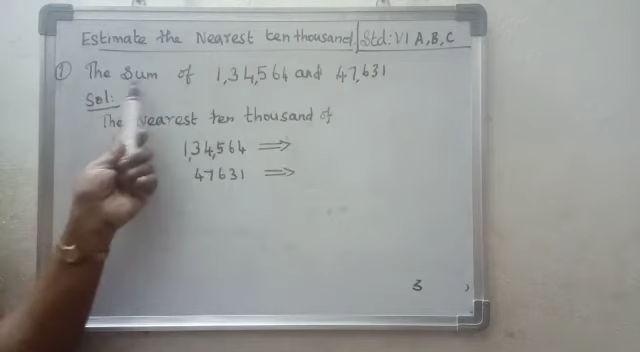 Estimate the Nearest ten thousand. Std: VI A, B, C
① The Sum of 1,34,564 and 47,631
Sol:
The Nearest ten thousand of
1,34,564 ⇒
47631 ⇒
3 ,